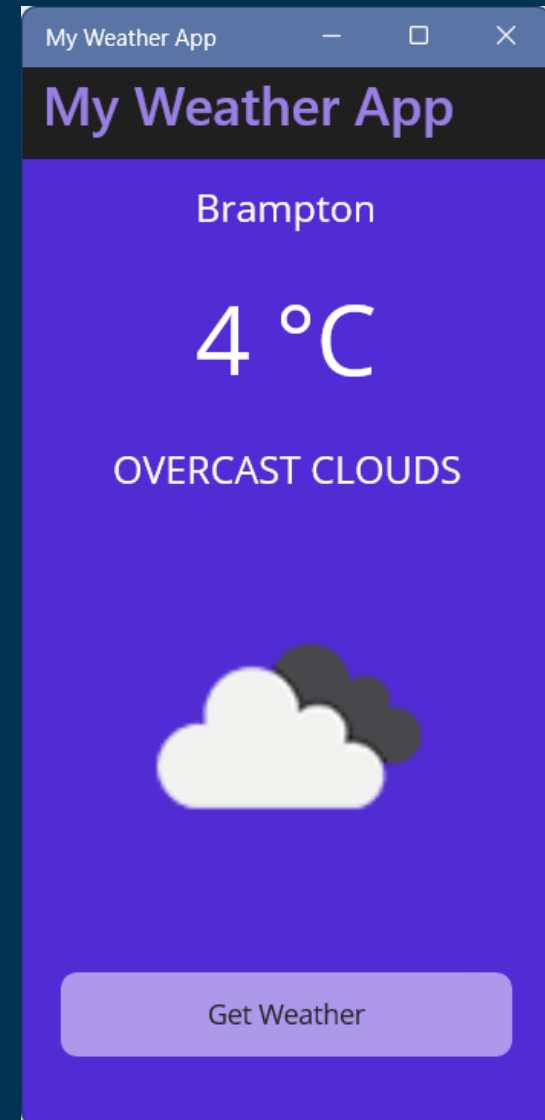 My Weather App
My Weather App
Brampton
4 °C
OVERCAST CLOUDS
Get Weather